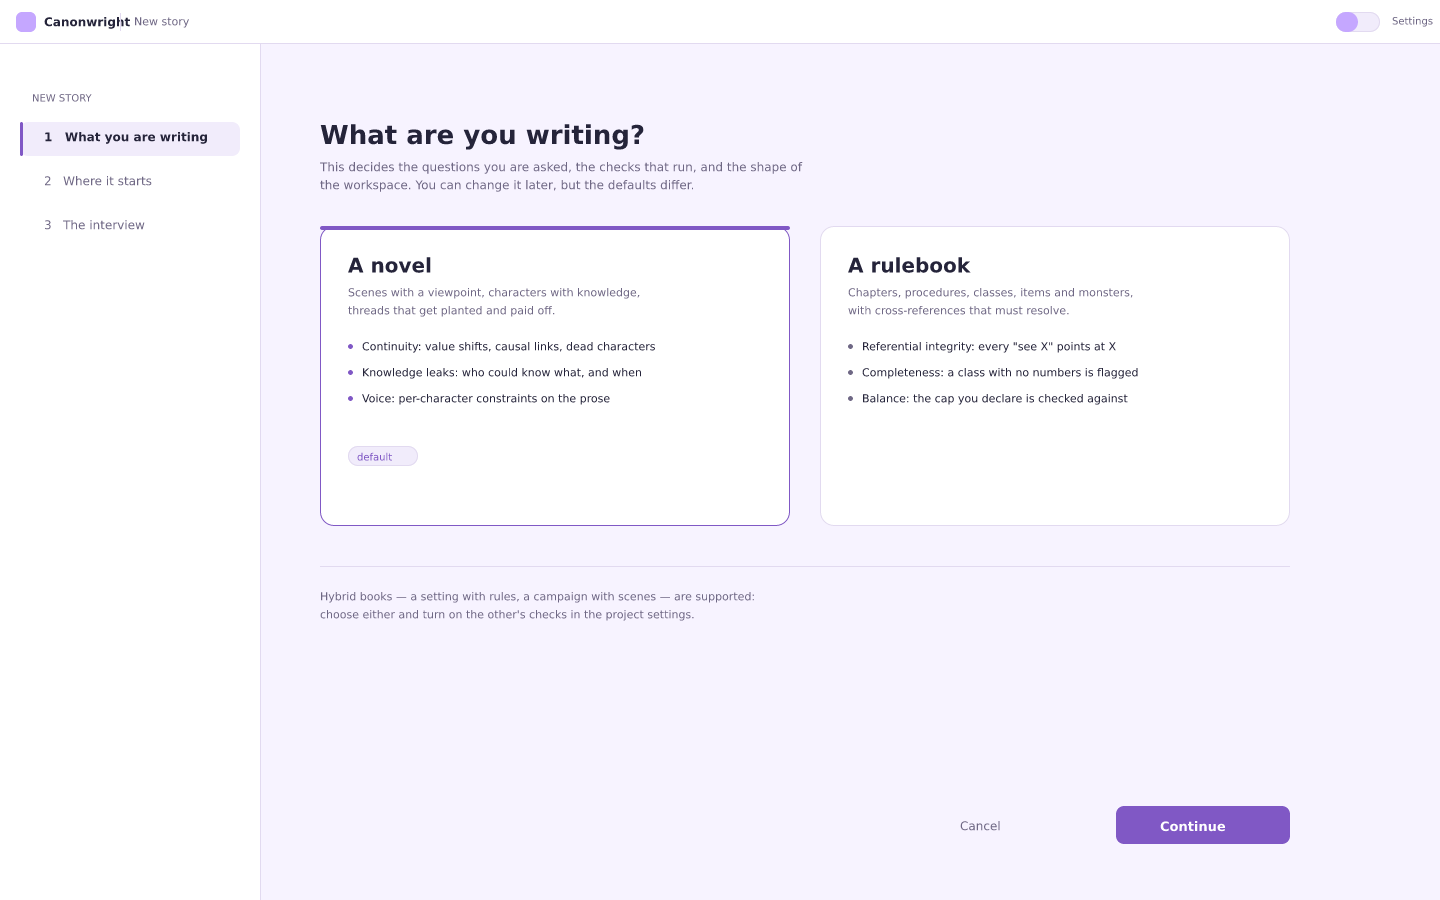 Canonwright
New story
Settings
NEW STORY
1 What you are writing
2 Where it starts
3 The interview
What are you writing?
This decides the questions you are asked, the checks that run, and the shape of
the workspace. You can change it later, but the defaults differ.
A novel
Scenes with a viewpoint, characters with knowledge,
threads that get planted and paid off.
Continuity: value shifts, causal links, dead characters
Knowledge leaks: who could know what, and when
Voice: per-character constraints on the prose
default
A rulebook
Chapters, procedures, classes, items and monsters,
with cross-references that must resolve.
Referential integrity: every "see X" points at X
Completeness: a class with no numbers is flagged
Balance: the cap you declare is checked against
Hybrid books — a setting with rules, a campaign with scenes — are supported:
choose either and turn on the other's checks in the project settings.
Cancel
Continue